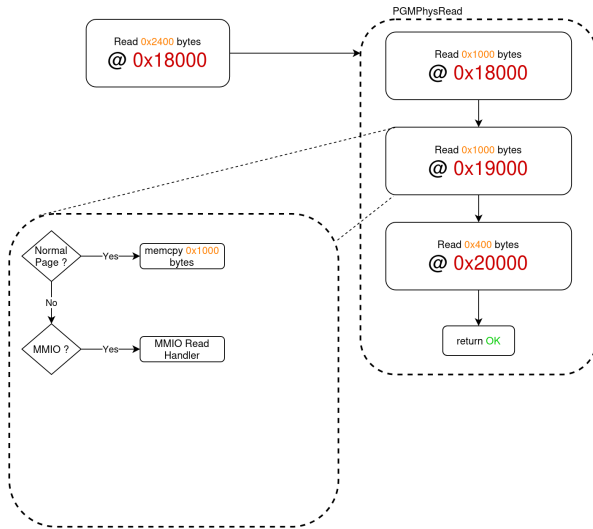 PGMPhysRead
Read 0x2400 bytes
@ 0x18000
Read 0x1000 bytes
@ 0x18000
Read 0x1000 bytes
@ 0x19000
Read 0x400 bytes
@ 0x20000
return OK
Normal
Page ?
Yes
memcpy 0x1000
bytes
No
MMIO ?
Yes
MMIO Read
Handler